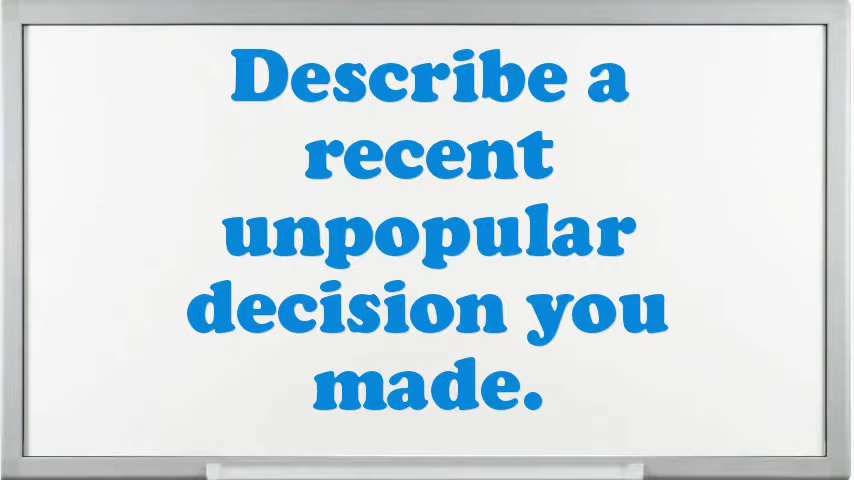 Describe a
recent
unpopular
decision you
made.